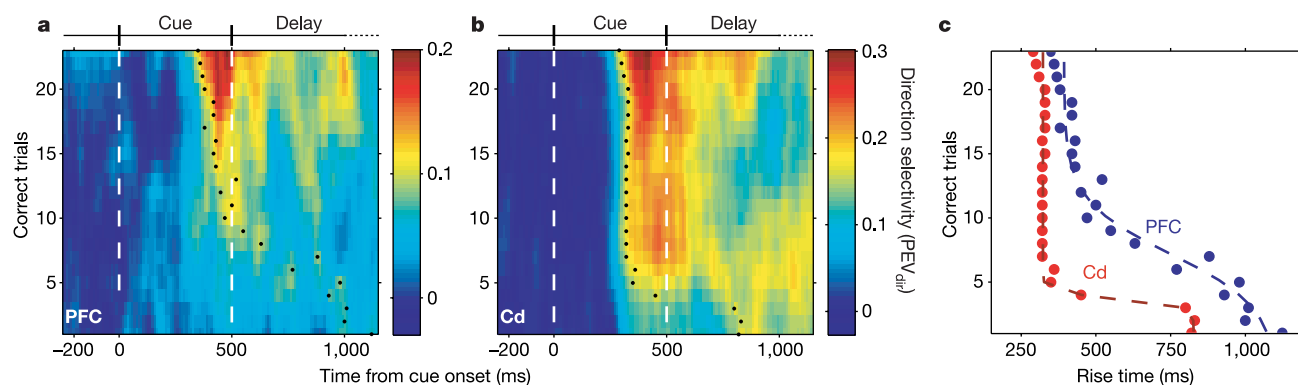 a Cue Delay
b Cue Delay
c
Correct trials
20
15
10
5
PFC
−200 0 500 1,000
0.2
0.1
0
20
15
10
5
Cd
−200 0 500 1,000
0.3
0.2
0.1
0
Direction selectivity (PEVdir)
Time from cue onset (ms)
Correct trials
20
15
10
5
PFC
Cd
250 500 750 1,000
Rise time (ms)